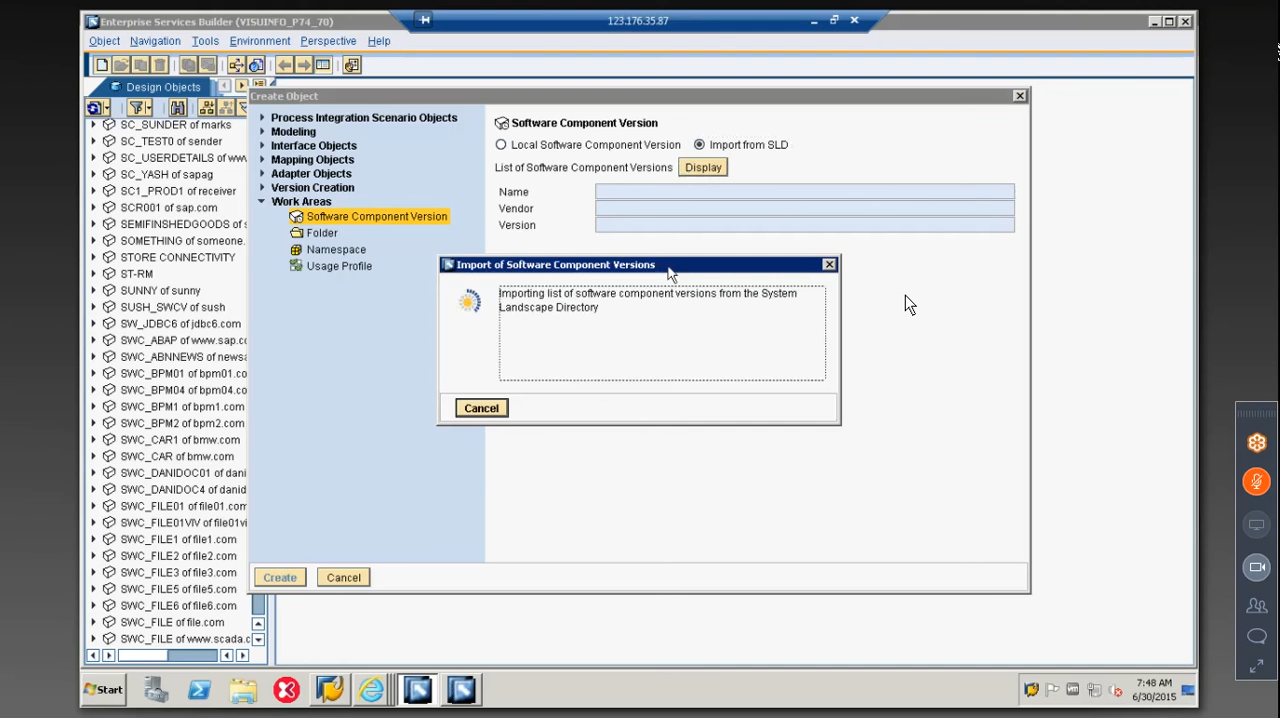 Enterprise Services Builder (VISUINFO_P74_70)
123.176.35.87
Object Navigation Tools Environment Perspective Help
Design Objects
Create Object
SC_SUNDER of marks
SC_TEST0 of sender
SC_USERDETAILS of www
SC_YASH of sapag
SC1_PROD1 of receiver
SCR001 of sap.com
SEMIFINSHEDGOODS of s
SOMETHING of someone.
STORE CONNECTIVITY
ST-RM
SUNNY of sunny
SUSH_SWCV of sush
SW_JDBC6 of jdbc6.com
SWC_ABAP of www.sap.cc
SWC_ABNNEWS of newsa
SWC_BPM01 of bpm01.co
SWC_BPM04 of bpm04.co
SWC_BPM1 of bpm1.com
SWC_BPM2 of bpm2.com
SWC_CAR1 of bmw.com
SWC_CAR of bmw.com
SWC_DANIDOC01 of dani
SWC_DANIDOC4 of danid
SWC_FILE01 of file01.com
SWC_FILE01VIV of file01vi
SWC_FILE1 of file1.com
SWC_FILE2 of file2.com
SWC_FILE3 of file3.com
SWC_FILE5 of file5.com
SWC_FILE6 of file6.com
SWC_FILE of file.com
SWC_FILE of www.scada.c
Process Integration Scenario Objects
Modeling
Interface Objects
Mapping Objects
Adapter Objects
Version Creation
Work Areas
Software Component Version
Folder
Namespace
Usage Profile
Software Component Version
Local Software Component Version Import from SLD
List of Software Component Versions Display
Name
Vendor
Version
Import of Software Component Versions
Importing list of software component versions from the System
Landscape Directory
Cancel
Create Cancel
Start
7:48 AM
6/30/2015